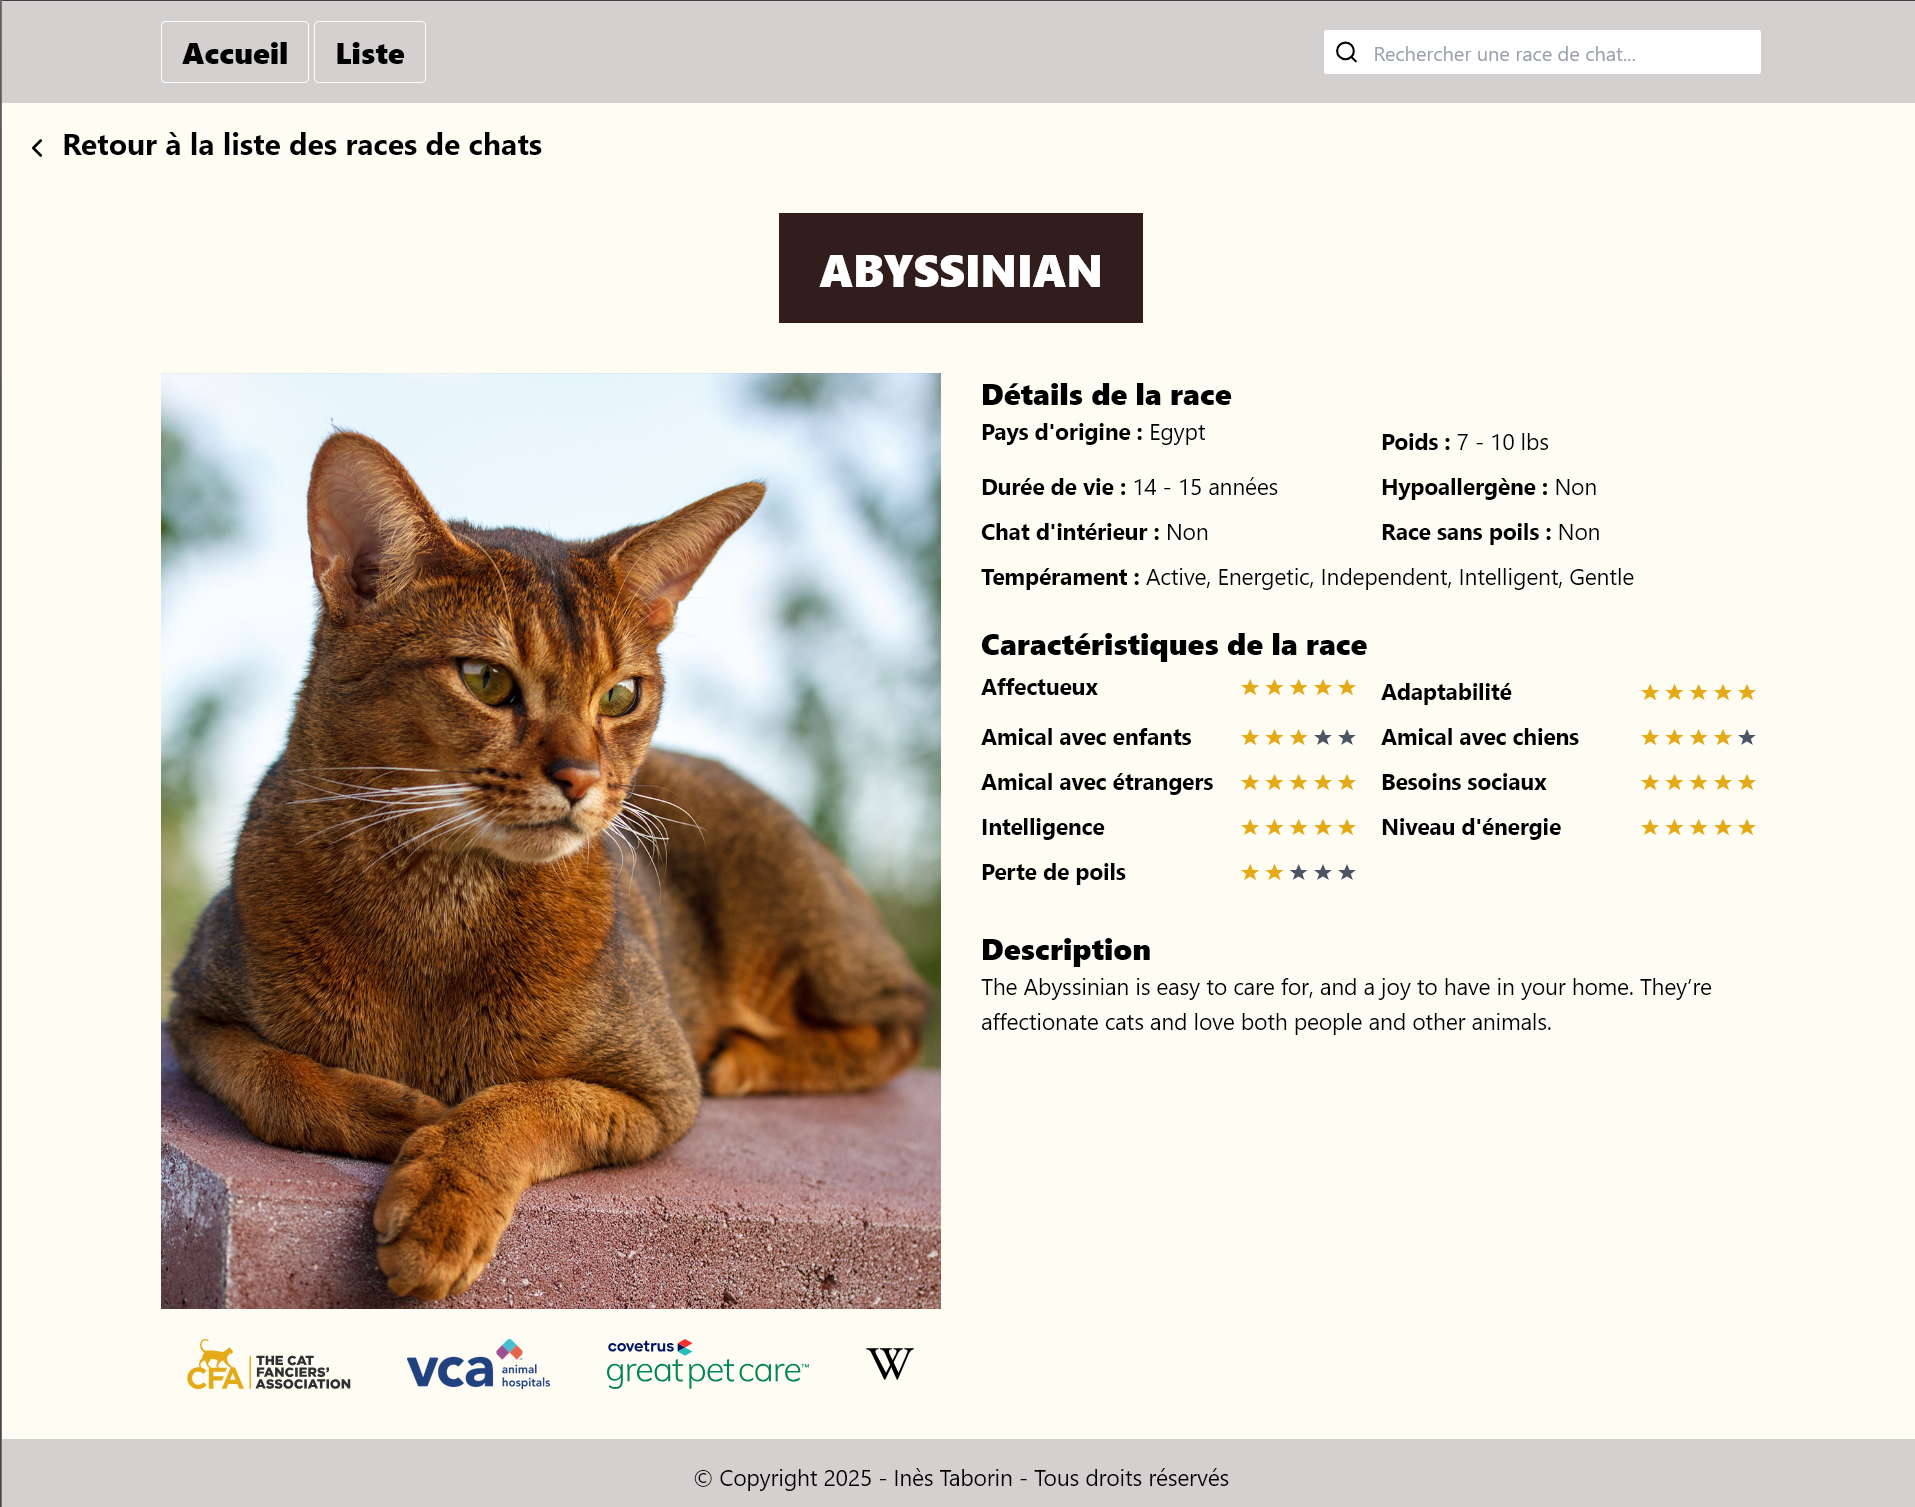 Accueil Liste
Rechercher une race de chat...
Retour à la liste des races de chats
ABYSSINIAN
Détails de la race
Pays d'origine : Egypt
Poids : 7 - 10 lbs
Durée de vie : 14 - 15 années
Hypoallergène : Non
Chat d'intérieur : Non
Race sans poils : Non
Tempérament : Active, Energetic, Independent, Intelligent, Gentle
Caractéristiques de la race
Affectueux
Adaptabilité
Amical avec enfants
Amical avec chiens
Amical avec étrangers
Besoins sociaux
Intelligence
Niveau d'énergie
Perte de poils
Description
The Abyssinian is easy to care for, and a joy to have in your home. They’re
affectionate cats and love both people and other animals.
CFA THE CAT
FANCIERS’
ASSOCIATION
vca animal
hospitals
covetrus
greatpetcare™
W
© Copyright 2025 - Inès Taborin - Tous droits réservés